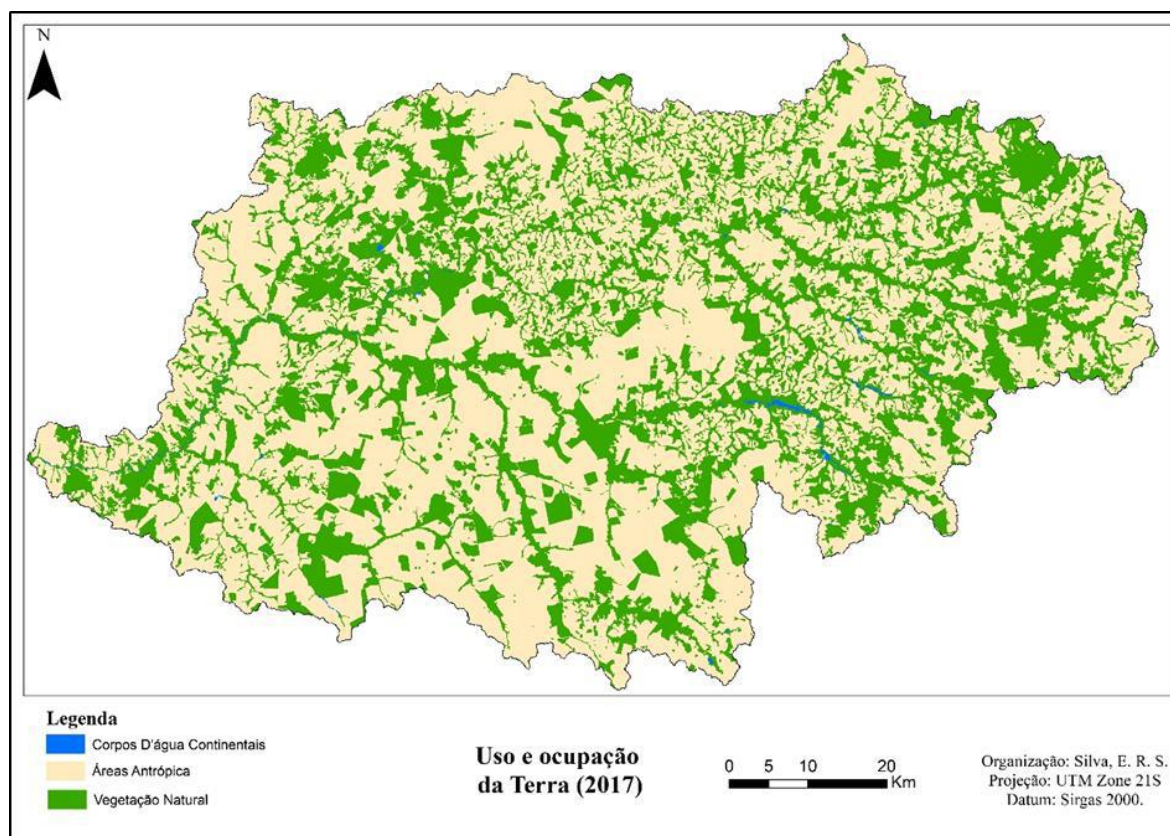 N
Legenda
Corpos D'água Continentais
Áreas Antrópica
Vegetação Natural
Uso e ocupação
da Terra (2017)
0 5 10 20
Km
Organização: Silva, E. R. S.
Projeção: UTM Zone 21S
Datum: Sirgas 2000.